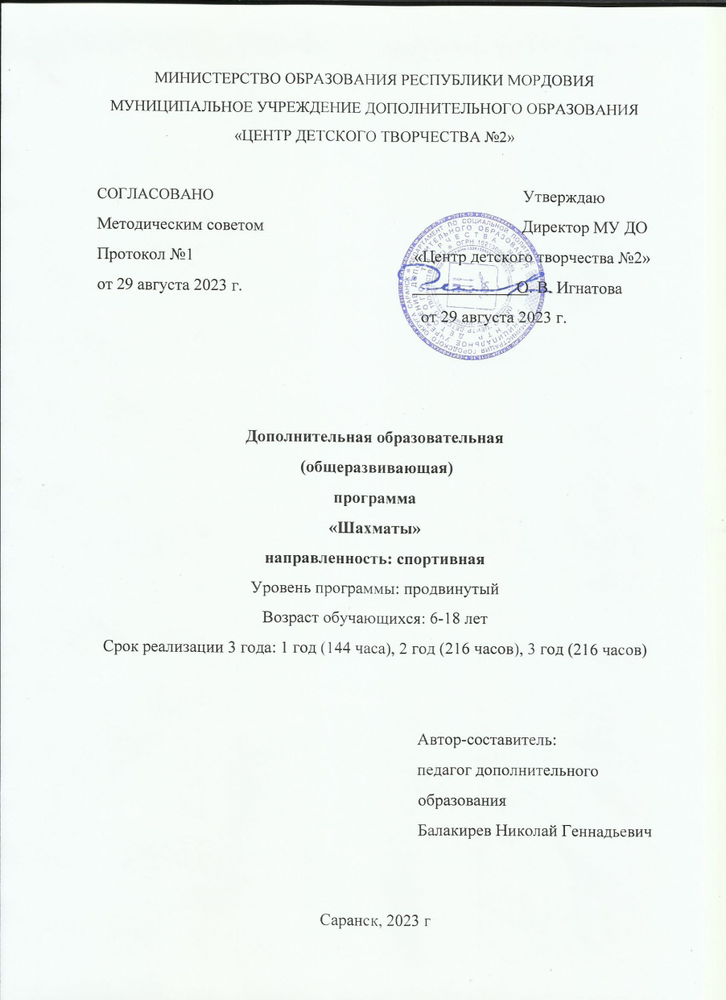 МИНИСТЕРСТВО ОБРАЗОВАНИЯ РЕСПУБЛИКИ МОРДОВИЯ
МУНИЦИПАЛЬНОЕ УЧРЕЖДЕНИЕ ДОПОЛНИТЕЛЬНОГО ОБРАЗОВАНИЯ
«ЦЕНТР ДЕТСКОГО ТВОРЧЕСТВА №2»
СОГЛАСОВАНО
Методическим советом
Протокол №1
от 29 августа 2023 г.
Утверждаю
Директор МУ ДО
«Центр детского творчества №2»
О. В. Игнатова
от 29 августа 2023 г.
Дополнительная образовательная
(общеразвивающая)
программа
«Шахматы»
направленность: спортивная
Уровень программы: продвинутый
Возраст обучающихся: 6-18 лет
Срок реализации 3 года: 1 год (144 часа), 2 год (216 часов), 3 год (216 часов)
Автор-составитель:
педагог дополнительного
образования
Балакирев Николай Геннадьевич
Саранск, 2023 г